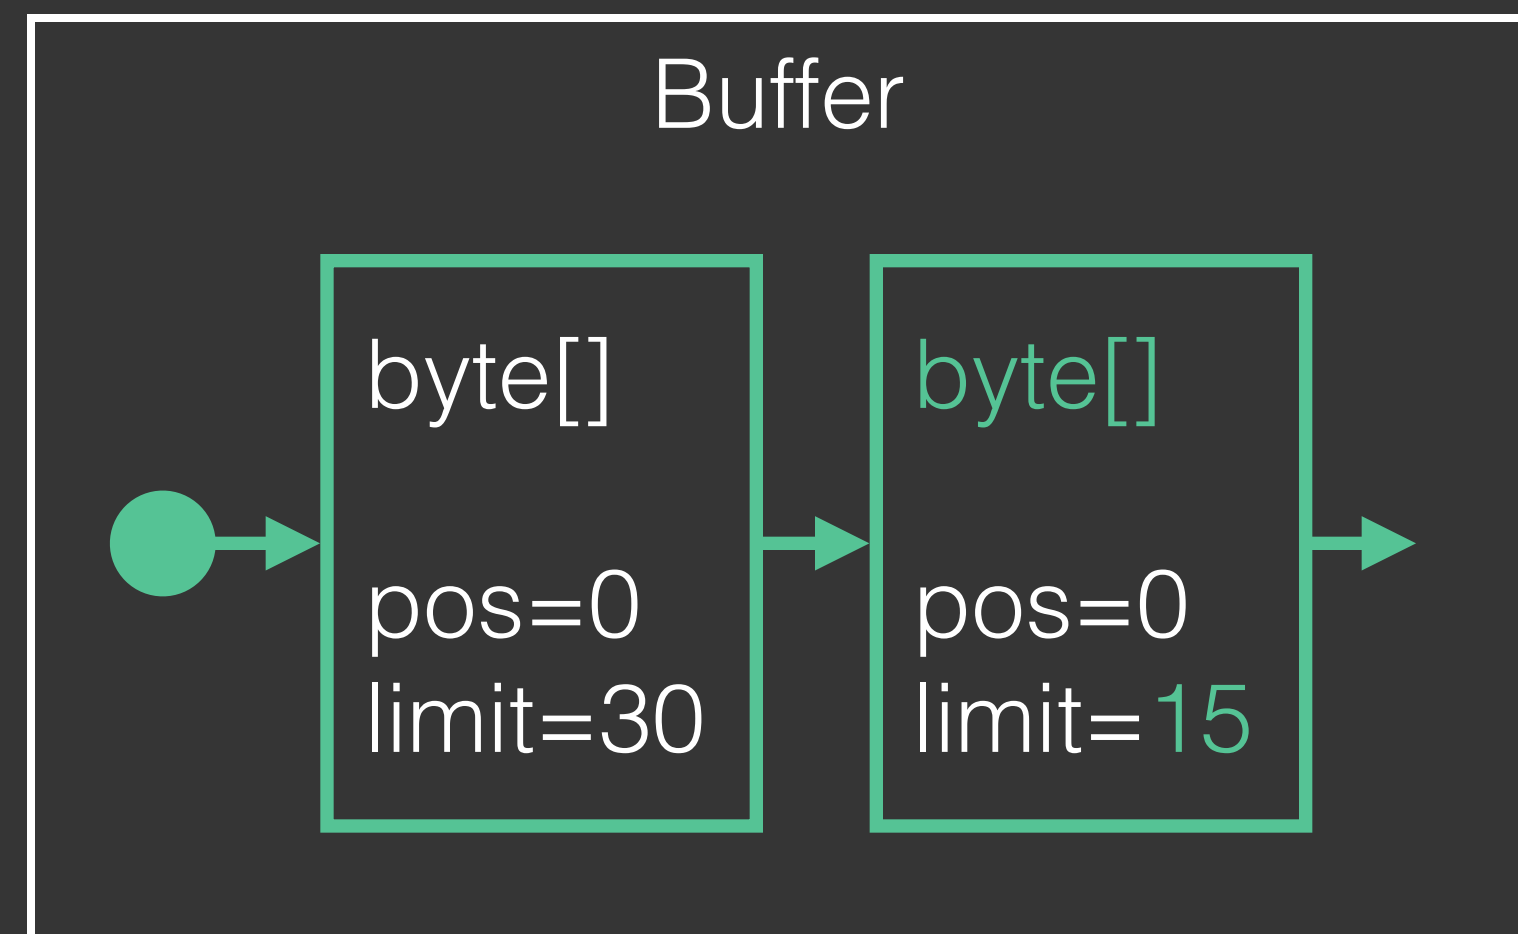 Buffer
byte[]
pos=0
limit=30
byte[]
pos=0
limit=15